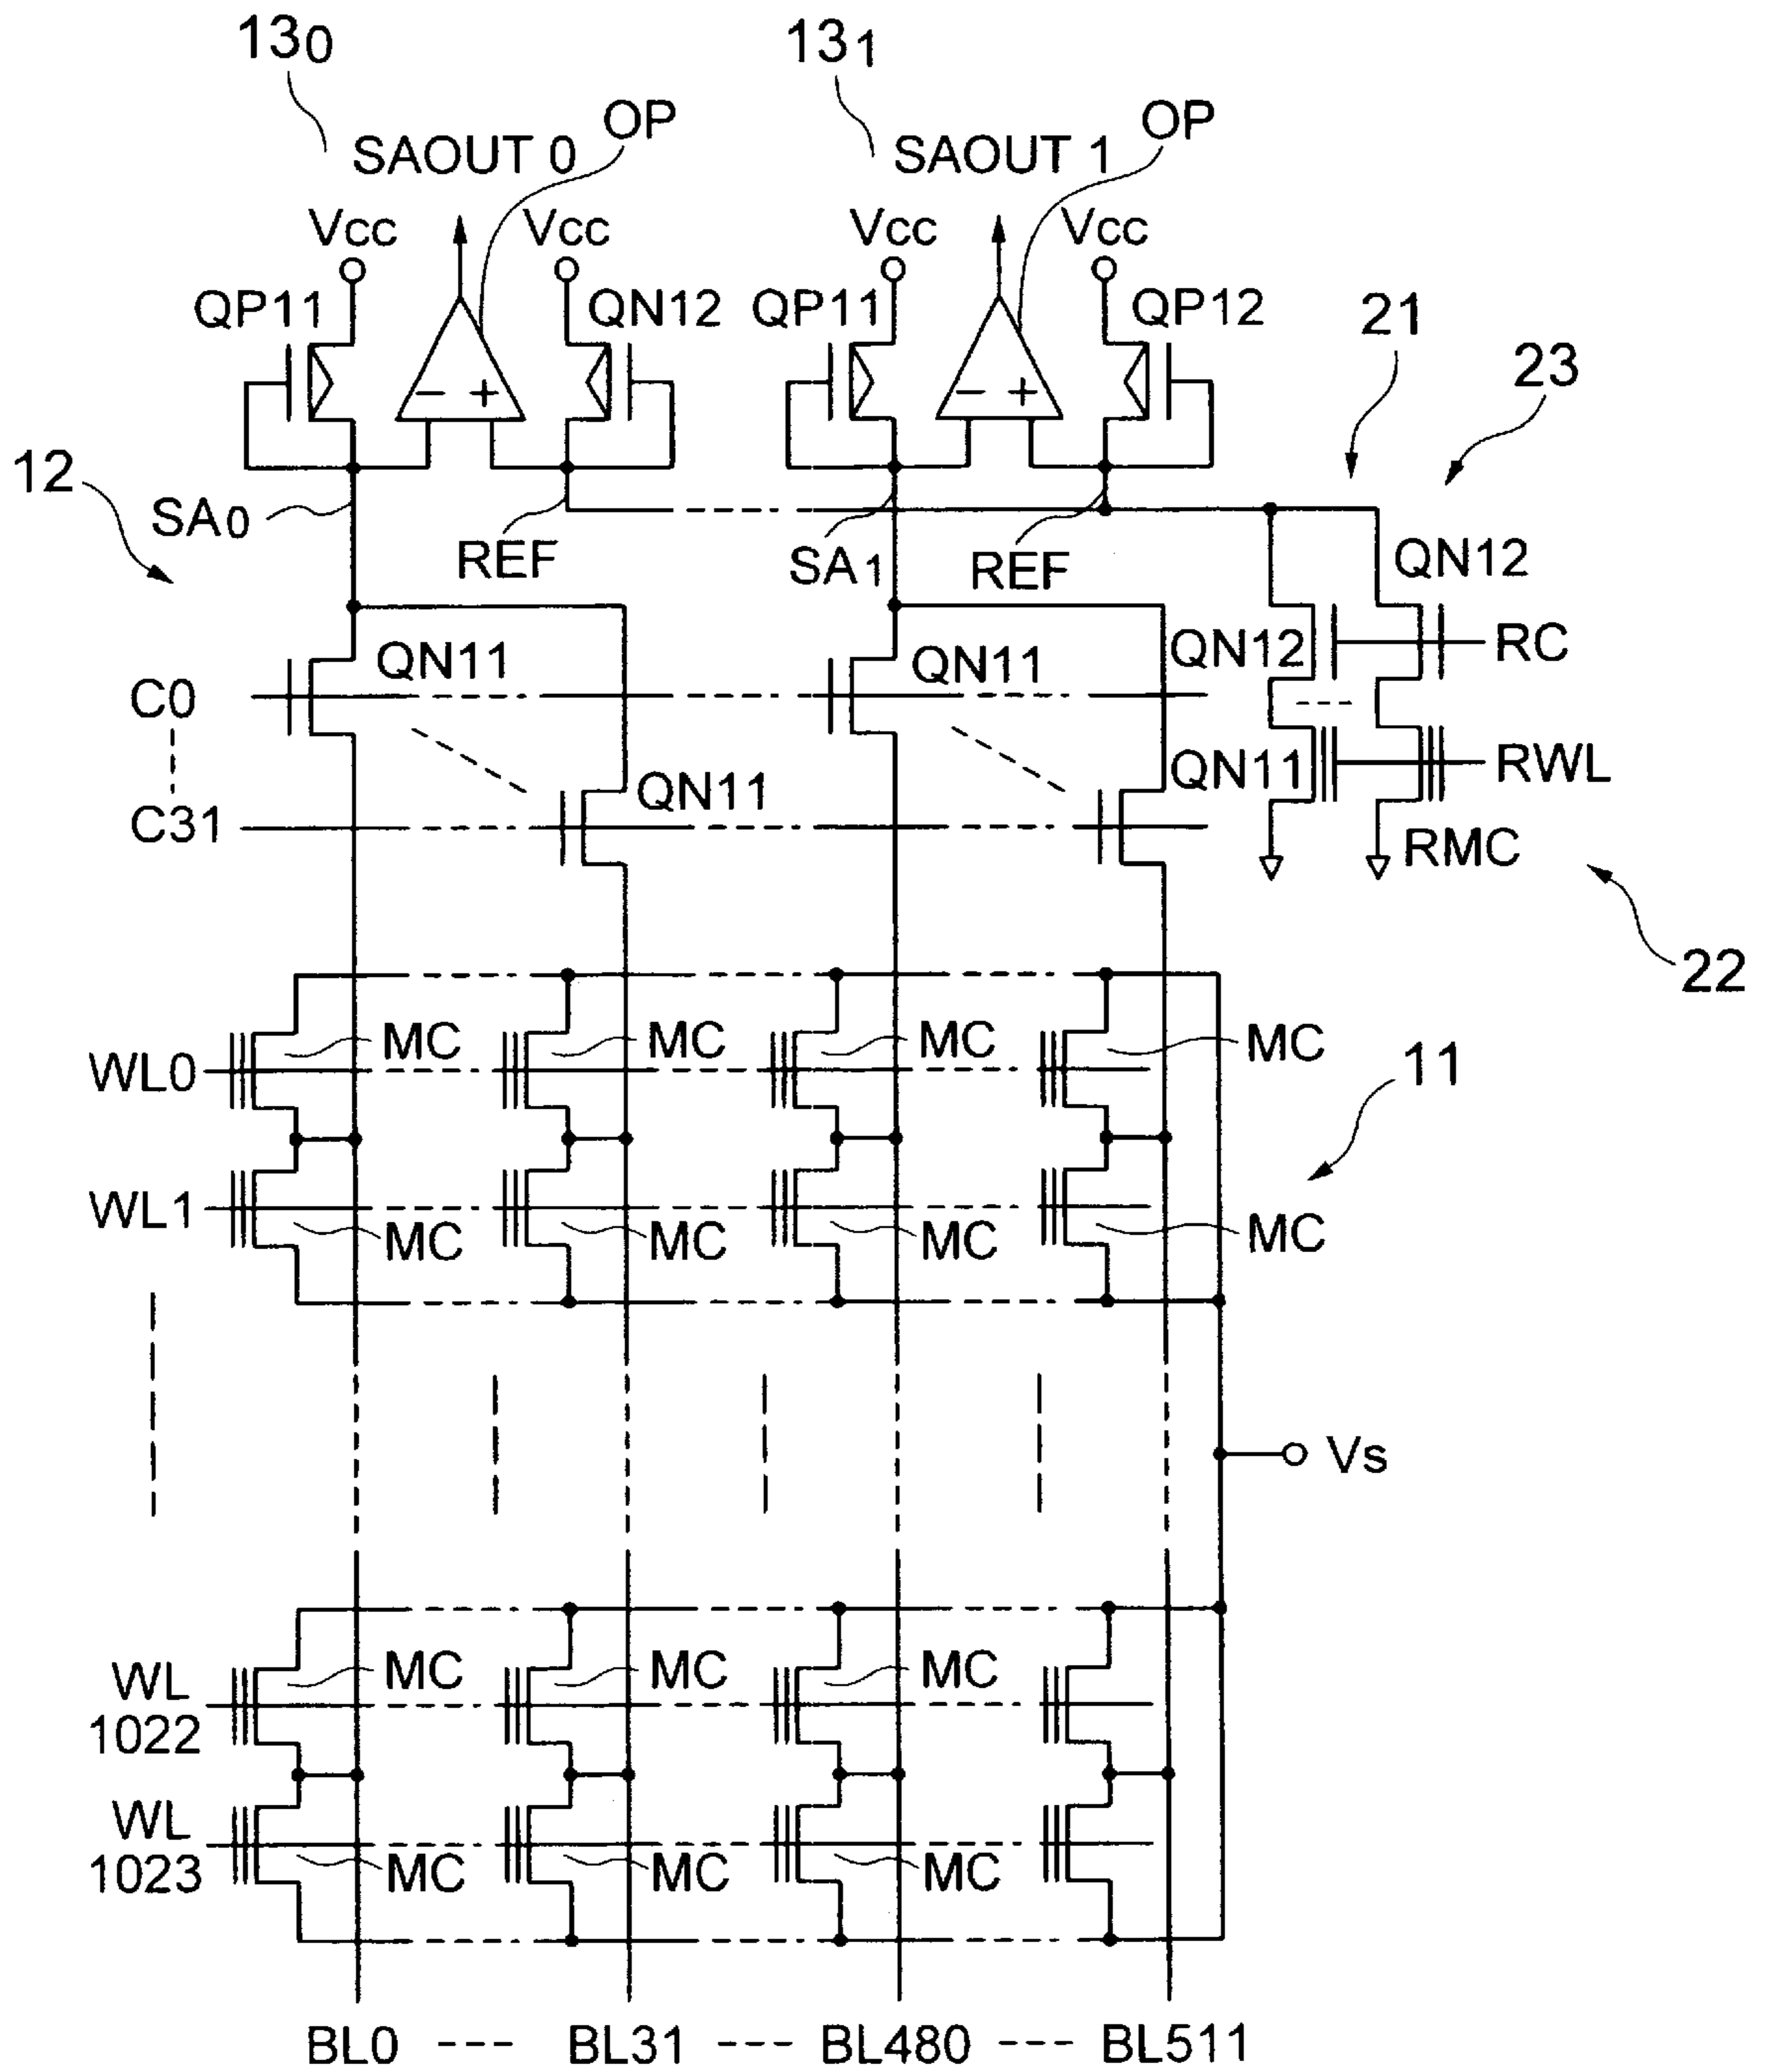 13₀ 13₁
OP OP
SAOUT 0 SAOUT 1
Vcc Vcc Vcc Vcc
QP11 QN12 QP11 QP12 21
23
− + − +
12
SA₀ REF SA₁ REF
QN12
QN11 QN11 QN12 RC
C0
QN11 QN11 RWL
C31
RMC
22
MC MC MC MC
WL0
11
WL1
MC MC MC MC
Vs
MC MC MC
WL
1022
WL
1023
MC MC MC
BL0 --- BL31 --- BL480 --- BL511